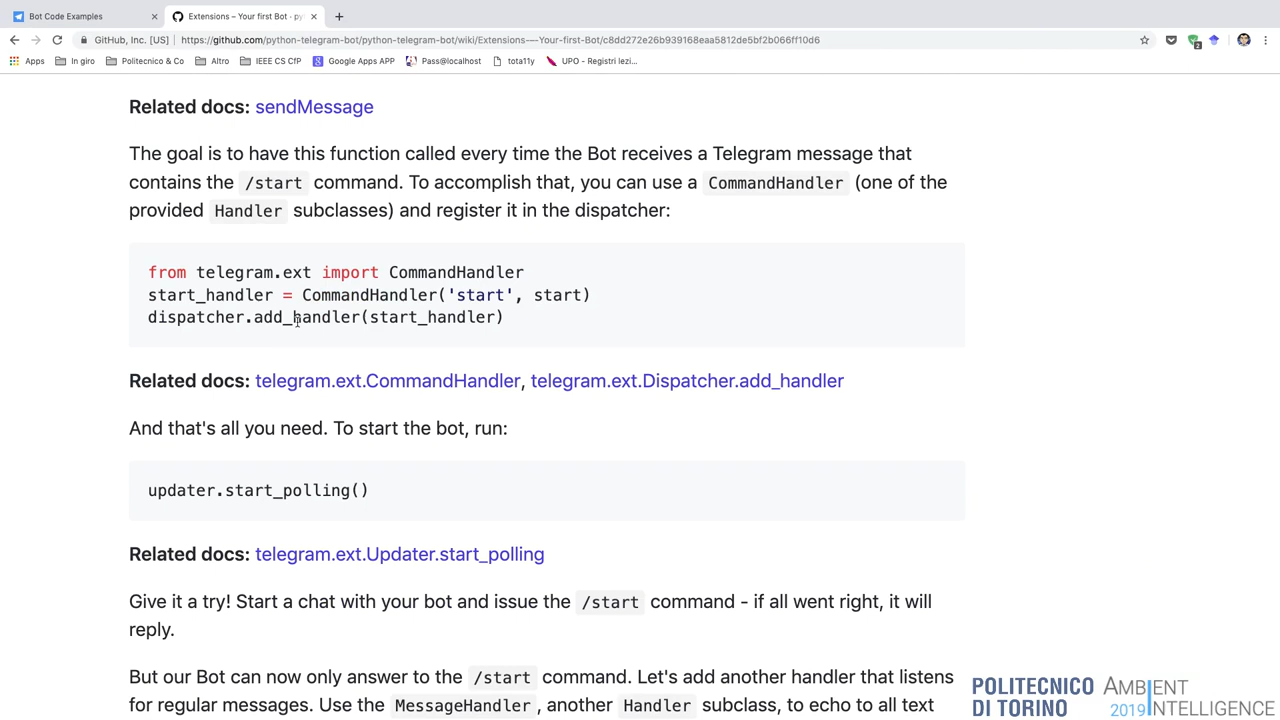 Bot Code Examples
Extensions – Your first Bot · py
GitHub, Inc. [US] https://github.com/python-telegram-bot/python-telegram-bot/wiki/Extensions-–-Your-first-Bot/c8dd272e26b939168eaa5812de5bf2b066ff10d6
Apps In giro Politecnico & Co Altro IEEE CS CfP Google Apps APP Pass@localhost tota11y UPO - Registri lezi...
Related docs: sendMessage
The goal is to have this function called every time the Bot receives a Telegram message that
contains the /start command. To accomplish that, you can use a CommandHandler (one of the
provided Handler subclasses) and register it in the dispatcher:
from telegram.ext import CommandHandler
start_handler = CommandHandler('start', start)
dispatcher.add_handler(start_handler)
Related docs: telegram.ext.CommandHandler, telegram.ext.Dispatcher.add_handler
And that's all you need. To start the bot, run:
updater.start_polling()
Related docs: telegram.ext.Updater.start_polling
Give it a try! Start a chat with your bot and issue the /start command - if all went right, it will
reply.
But our Bot can now only answer to the /start command. Let's add another handler that listens
for regular messages. Use the MessageHandler, another Handler subclass, to echo to all text
POLITECNICO
DI TORINO
AMBIENT
2019 INTELLIGENCE